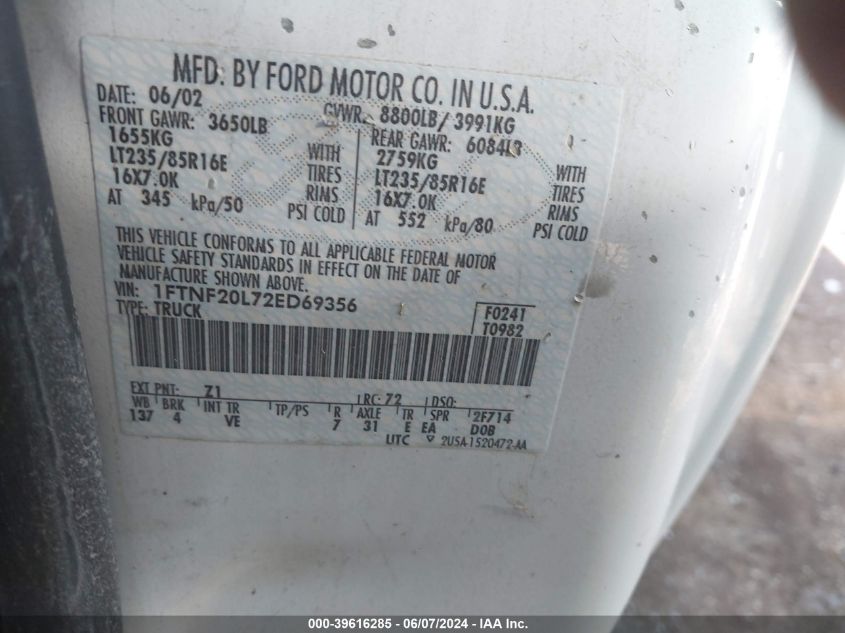 MFD. BY FORD MOTOR CO. IN U.S.A.
DATE: 06/02 GVWR: 8800LB/ 3991KG
FRONT GAWR: 3650LB REAR GAWR: 6084LB
1655KG WITH 2759KG WITH
LT235/85R16E TIRES LT235/85R16E TIRES
16X7.0K RIMS 16X7.0K RIMS
AT 345 kPa/50 PSI COLD AT 552 kPa/80 PSI COLD
THIS VEHICLE CONFORMS TO ALL APPLICABLE FEDERAL MOTOR
VEHICLE SAFETY STANDARDS IN EFFECT ON THE DATE OF
MANUFACTURE SHOWN ABOVE.
VIN: 1FTNF20L72ED69356 F0241
TYPE: TRUCK T0982
EXT PNT: Z1 RC: 72 DSO:
WB BRK INT TR TP/PS R AXLE TR SPR 2F714
137 4 VE 7 31 E EA DOB
UTC 2USA-1520472-AA
000-39616285 - 06/07/2024 - IAA Inc.